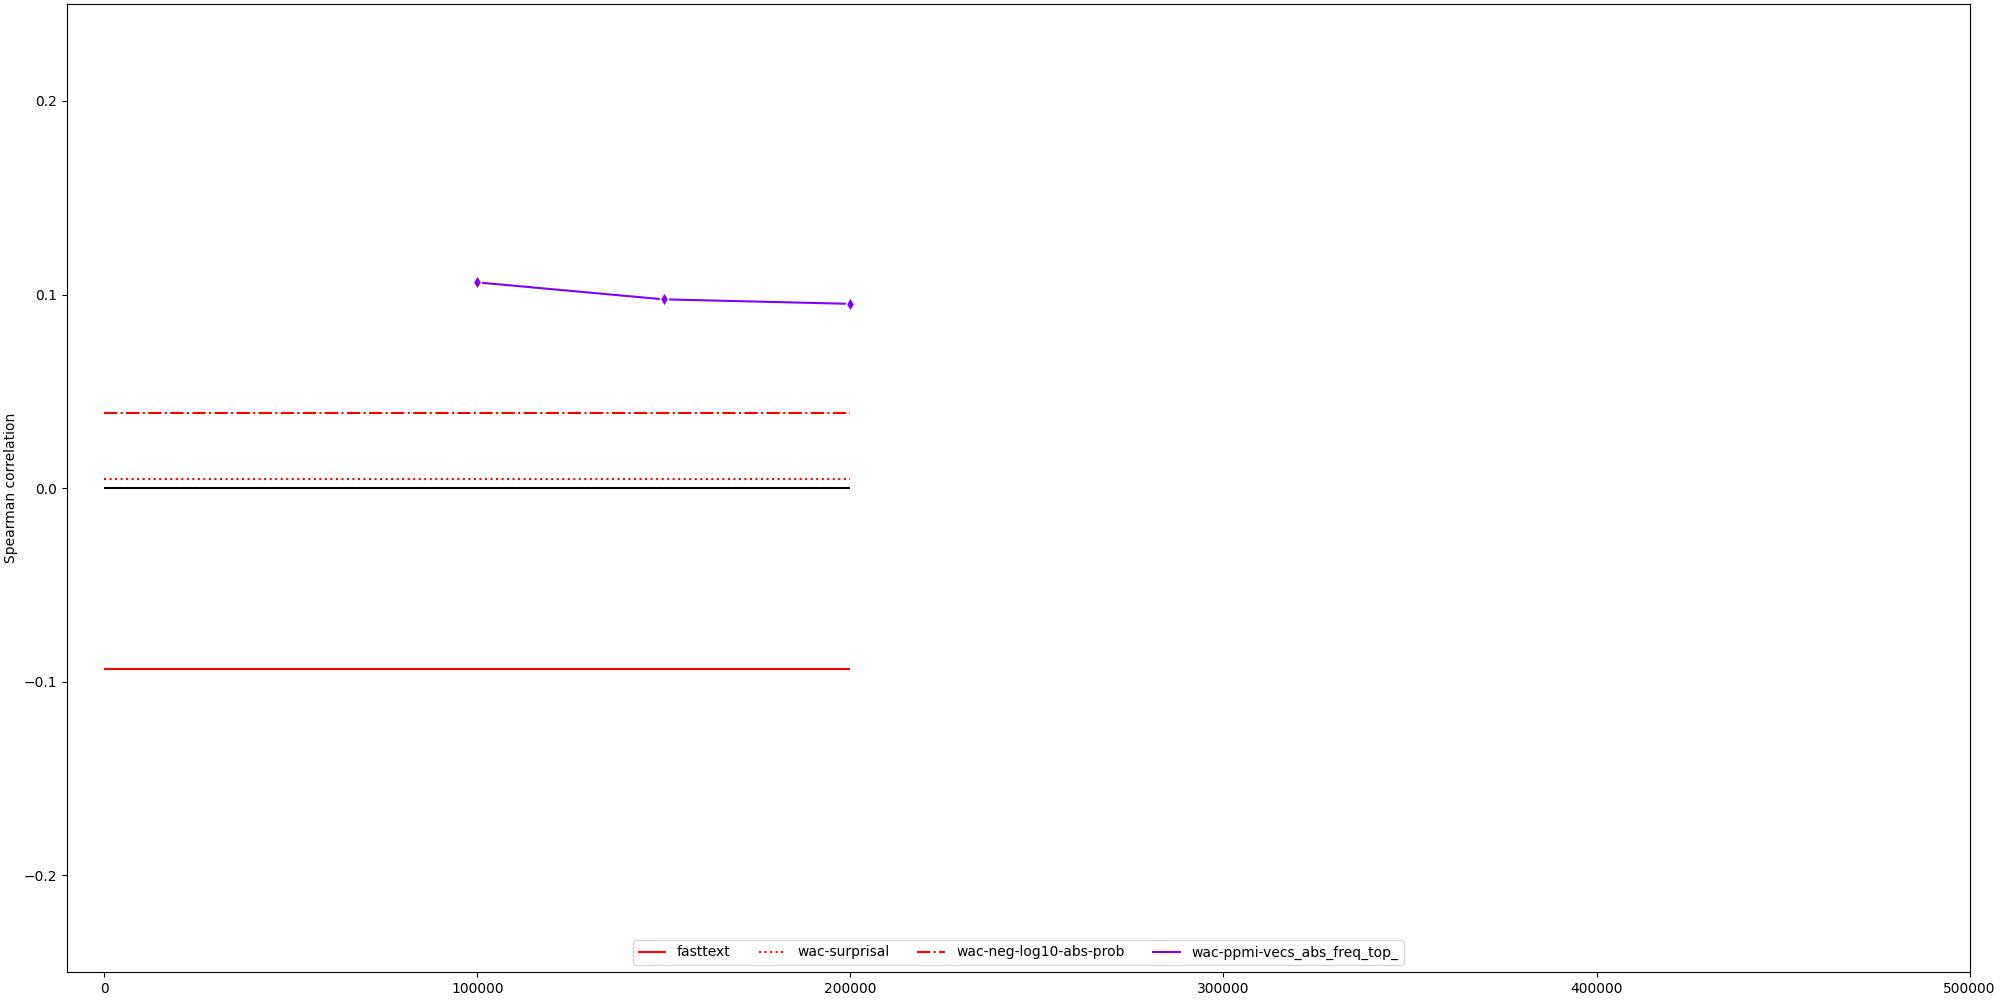 Spearman correlation
0.2
0.1
0.0
−0.1
−0.2
fasttext wac-surprisal wac-neg-log10-abs-prob wac-ppmi-vecs_abs_freq_top_
0 100000 200000 300000 400000 500000